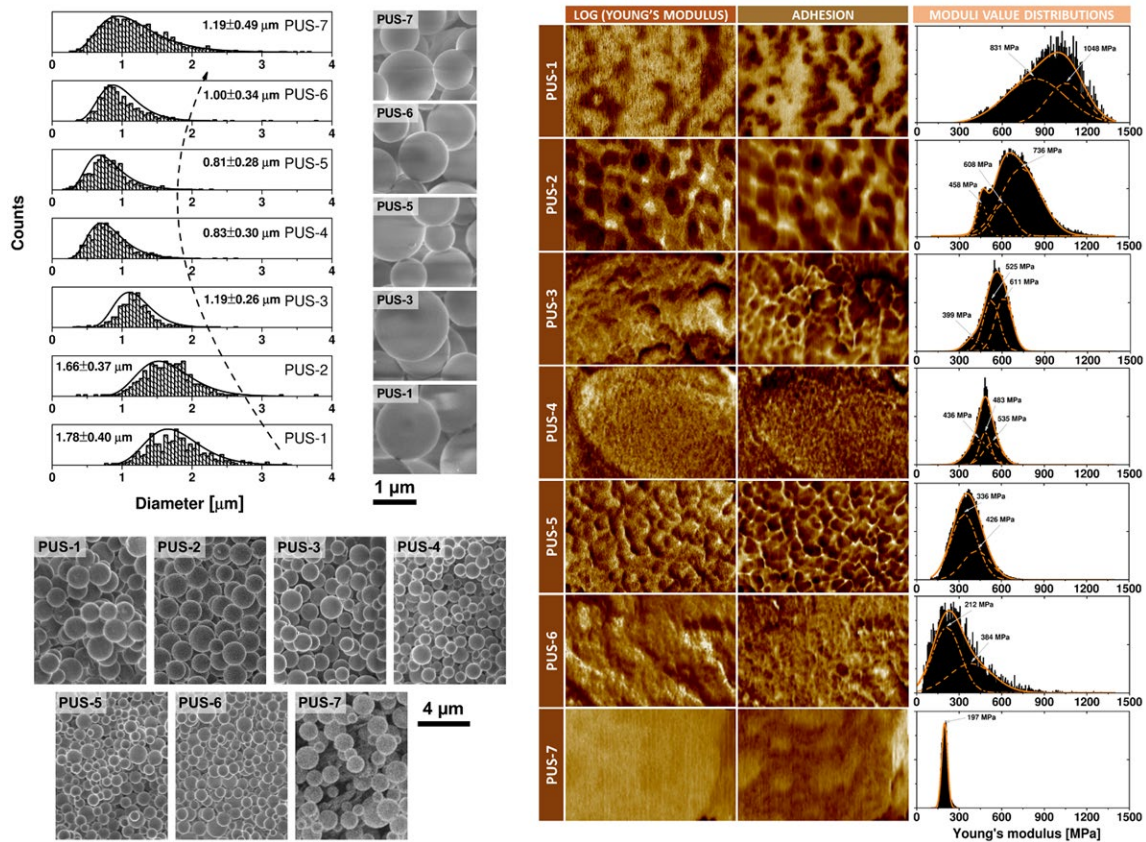 1.19±0.49 μm PUS-7
0 1 2 3 4
1.00±0.34 μm PUS-6
0 1 2 3 4
0.81±0.28 μm PUS-5
0 1 2 3 4
0.83±0.30 μm PUS-4
0 1 2 3 4
1.19±0.26 μm PUS-3
0 1 2 3 4
1.66±0.37 μm PUS-2
0 1 2 3 4
1.78±0.40 μm PUS-1
0 1 2 3 4
Counts
Diameter [μm]
PUS-7
PUS-6
PUS-5
PUS-3
PUS-1
1 μm
PUS-1 PUS-2 PUS-3 PUS-4
PUS-5 PUS-6 PUS-7
4 μm
LOG (YOUNG'S MODULUS) ADHESION MODULI VALUE DISTRIBUTIONS
PUS-1
831 MPa 1048 MPa
0 300 600 900 1200 1500
PUS-2
736 MPa
608 MPa
458 MPa
0 300 600 900 1200 1500
PUS-3
525 MPa
611 MPa
399 MPa
0 300 600 900 1200 1500
PUS-4
483 MPa
436 MPa
535 MPa
0 300 600 900 1200 1500
PUS-5
336 MPa
426 MPa
0 300 600 900 1200 1500
PUS-6
212 MPa
384 MPa
0 300 600 900 1200 1500
PUS-7
197 MPa
0 300 600 900 1200 1500
Young's modulus [MPa]